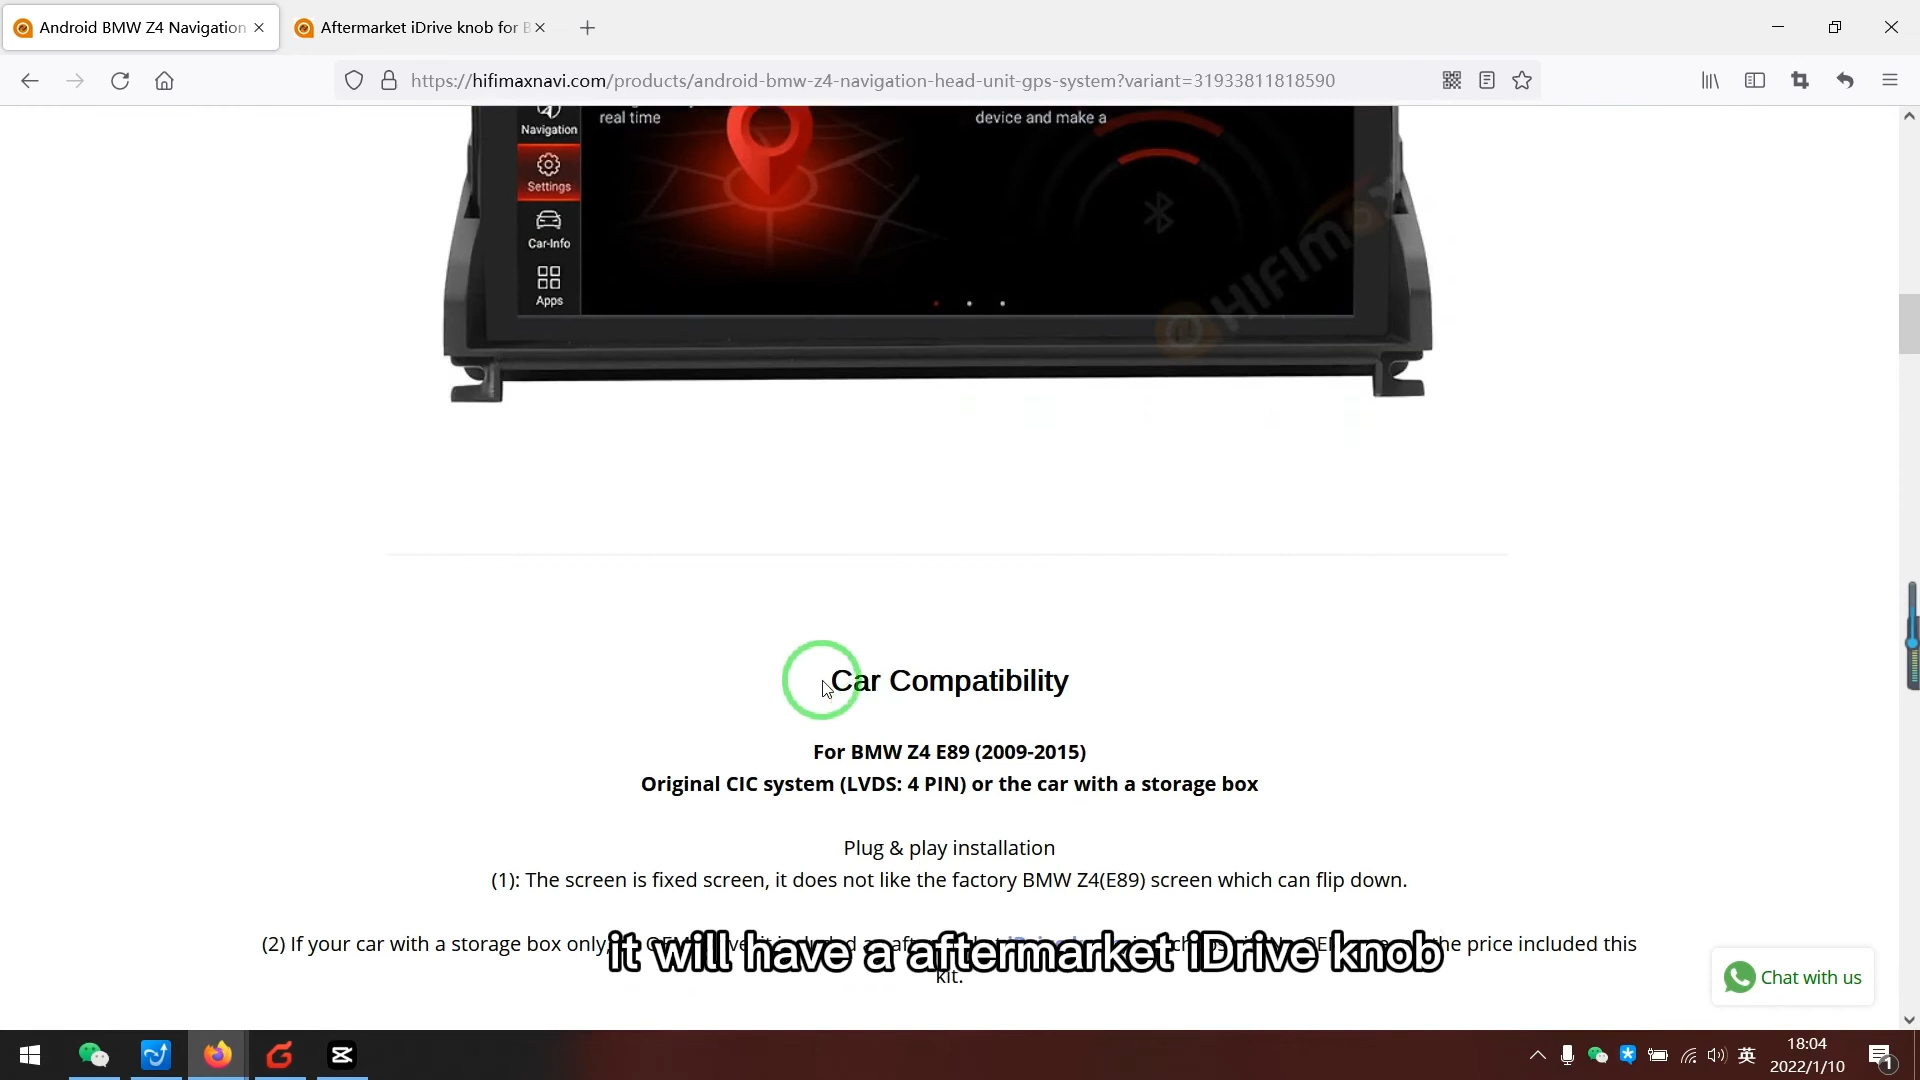 Android BMW Z4 Navigation
Aftermarket iDrive knob for B
https://hifimaxnavi.com/products/android-bmw-z4-navigation-head-unit-gps-system?variant=31933811818590
real time
device and make a
Navigation
Settings
Car-Info
Apps
HIFIMAX
Car Compatibility
For BMW Z4 E89 (2009-2015)
Original CIC system (LVDS: 4 PIN) or the car with a storage box
Plug & play installation
(1): The screen is fixed screen, it does not like the factory BMW Z4(E89) screen which can flip down.
(2) If your car with a storage box only, the price included this
it will have a aftermarket iDrive knob
kit.
Chat with us
英
18:04
2022/1/10
1